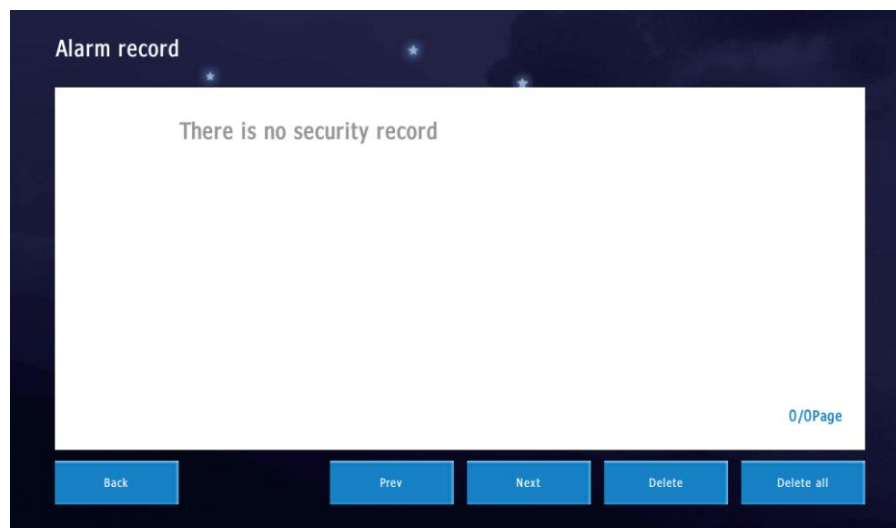 Alarm record
There is no security record
0/0Page
Back
Prev
Next
Delete
Delete all